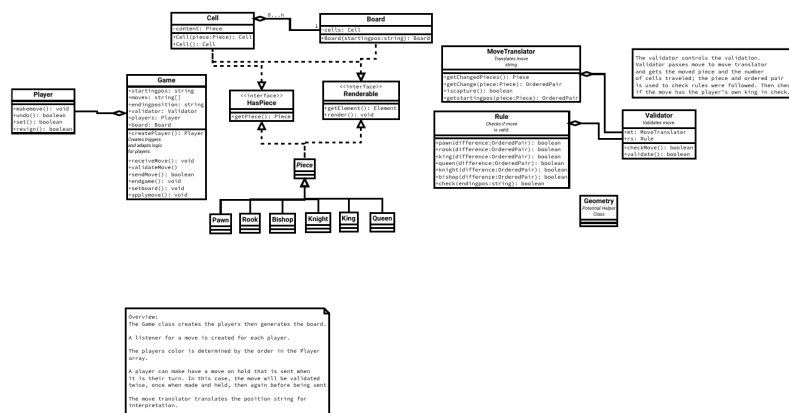 Cell
-content: Piece
+Cell(piece:Piece): Cell
+Cell(): Cell
0...n
1
Board
-cells: Cell
+Board(startingpos:string): Board
MoveTranslator
Translates move
string
+getChangedPieces(): Piece
+getChange(piece:Piece): OrderedPair
+iscapture(): boolean
+getstartingpos(piece:Piece): OrderedPair
The validator controls the validation.
Validator passes move to move translator
and gets the moved piece and the number
of cells traveled; the piece and ordered pair
is used to check rules were followed. Then chec
if the move has the player's own king in check.
Player
+makemove(): void
+undo(): boolean
+set(): boolean
+resign(): boolean
Game
+startingpos: string
+moves: string[]
+endingposition: string
+validator: Validator
+players: Player
+board: Board
+createPlayer(): Player
Creates triggers
and adapts logic
for players.
+receiveMove(): void
+validateMove()
+sendMove(): boolean
+endgame(): void
+setboard(): void
+applymove(): void
<<interface>>
HasPiece
+getPiece(): Piece
<<interface>>
Renderable
+getElement(): Element
+render(): void
Rule
Checks if move
is valid
+pawn(difference:OrderedPair): boolean
+rook(difference:OrderedPair): boolean
+king(difference:OrderedPair): boolean
+queen(difference:OrderedPair): boolean
+knight(difference:OrderedPair): boolean
+bishop(difference:OrderedPair): boolean
+check(endingpos:string): boolean
Validator
Validates move
+mt: MoveTranslator
+rs: Rule
+checkMove(): boolean
+validate(): boolean
Piece
Pawn
Rook
Bishop
Knight
King
Queen
Geometry
Potential Helper
Class
Overview:
The Game class creates the players then generates the board.
A listener for a move is created for each player.
The players color is determined by the order in the Player
array.
A player can make have a move on hold that is sent when
it is their turn. In this case, the move will be validated
twice, once when made and held, then again before being sent
The move translator translates the position string for
interpretation.